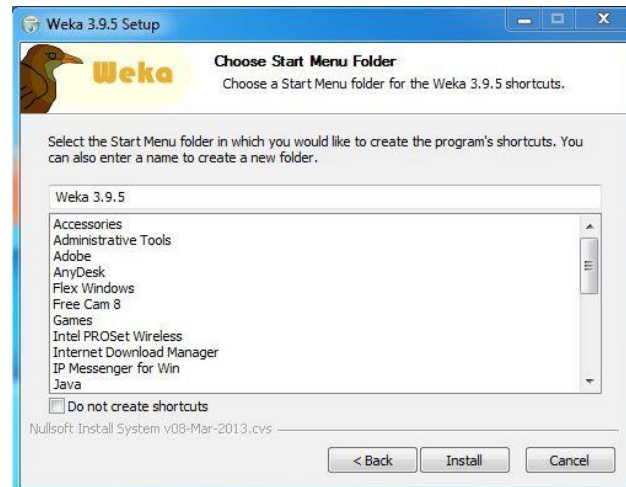 Weka 3.9.5 Setup
Weka
Choose Start Menu Folder
Choose a Start Menu folder for the Weka 3.9.5 shortcuts.
Select the Start Menu folder in which you would like to create the program's shortcuts. You
can also enter a name to create a new folder.
Weka 3.9.5
Accessories
Administrative Tools
Adobe
AnyDesk
Flex Windows
Free Cam 8
Games
Intel PROSet Wireless
Internet Download Manager
IP Messenger for Win
Java
Do not create shortcuts
Nullsoft Install System v08-Mar-2013.cvs
< Back Install Cancel